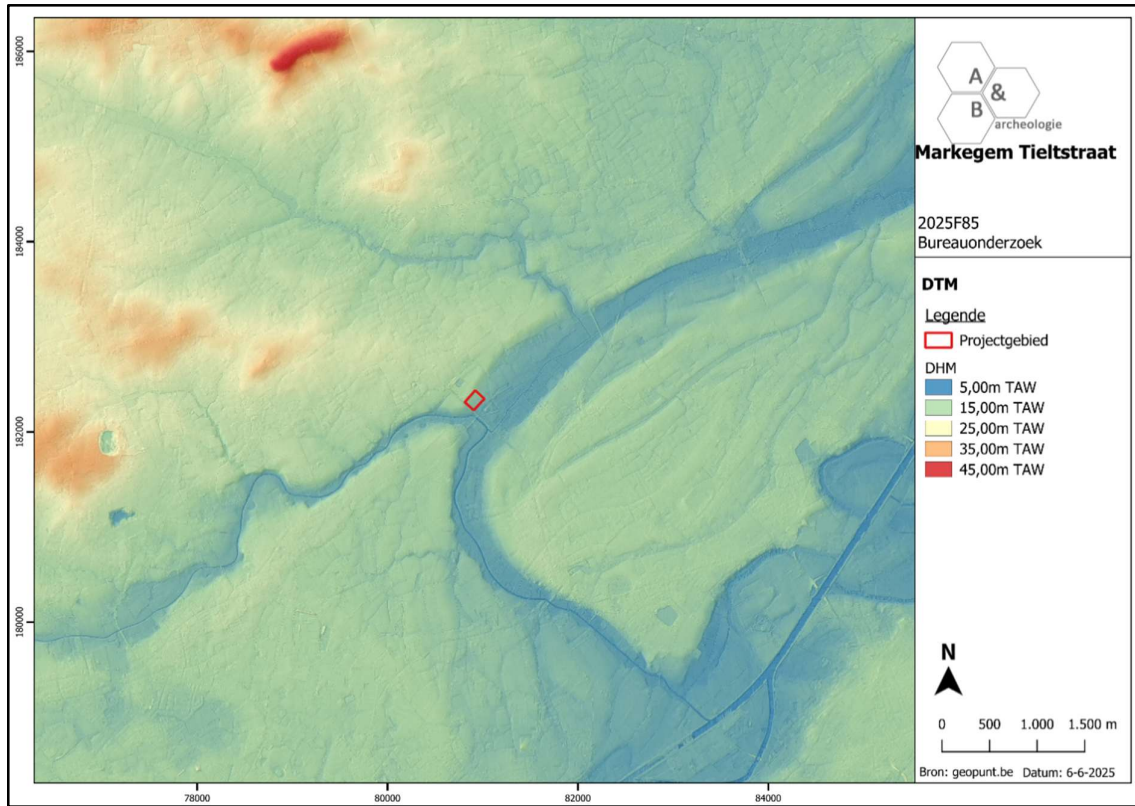 186000
184000
182000
180000
78000
80000
82000
84000
A
&
B
archeologie
Markegem Tieltstraat
2025F85
Bureauonderzoek
DTM
Legende
Projectgebied
DHM
5,00m TAW
15,00m TAW
25,00m TAW
35,00m TAW
45,00m TAW
N
0 500 1.000 1.500 m
Bron: geopunt.be Datum: 6-6-2025